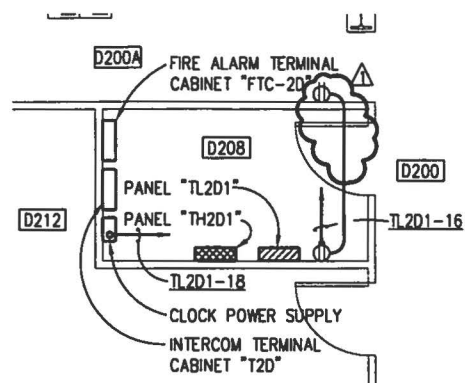 D200A
FIRE ALARM TERMINAL
CABINET "FTC-2D"
1
D208
D200
D212
PANEL "TL2D1"
PANEL "TH2D1"
TL2D1-16
TL2D1-18
CLOCK POWER SUPPLY
INTERCOM TERMINAL
CABINET "T2D"